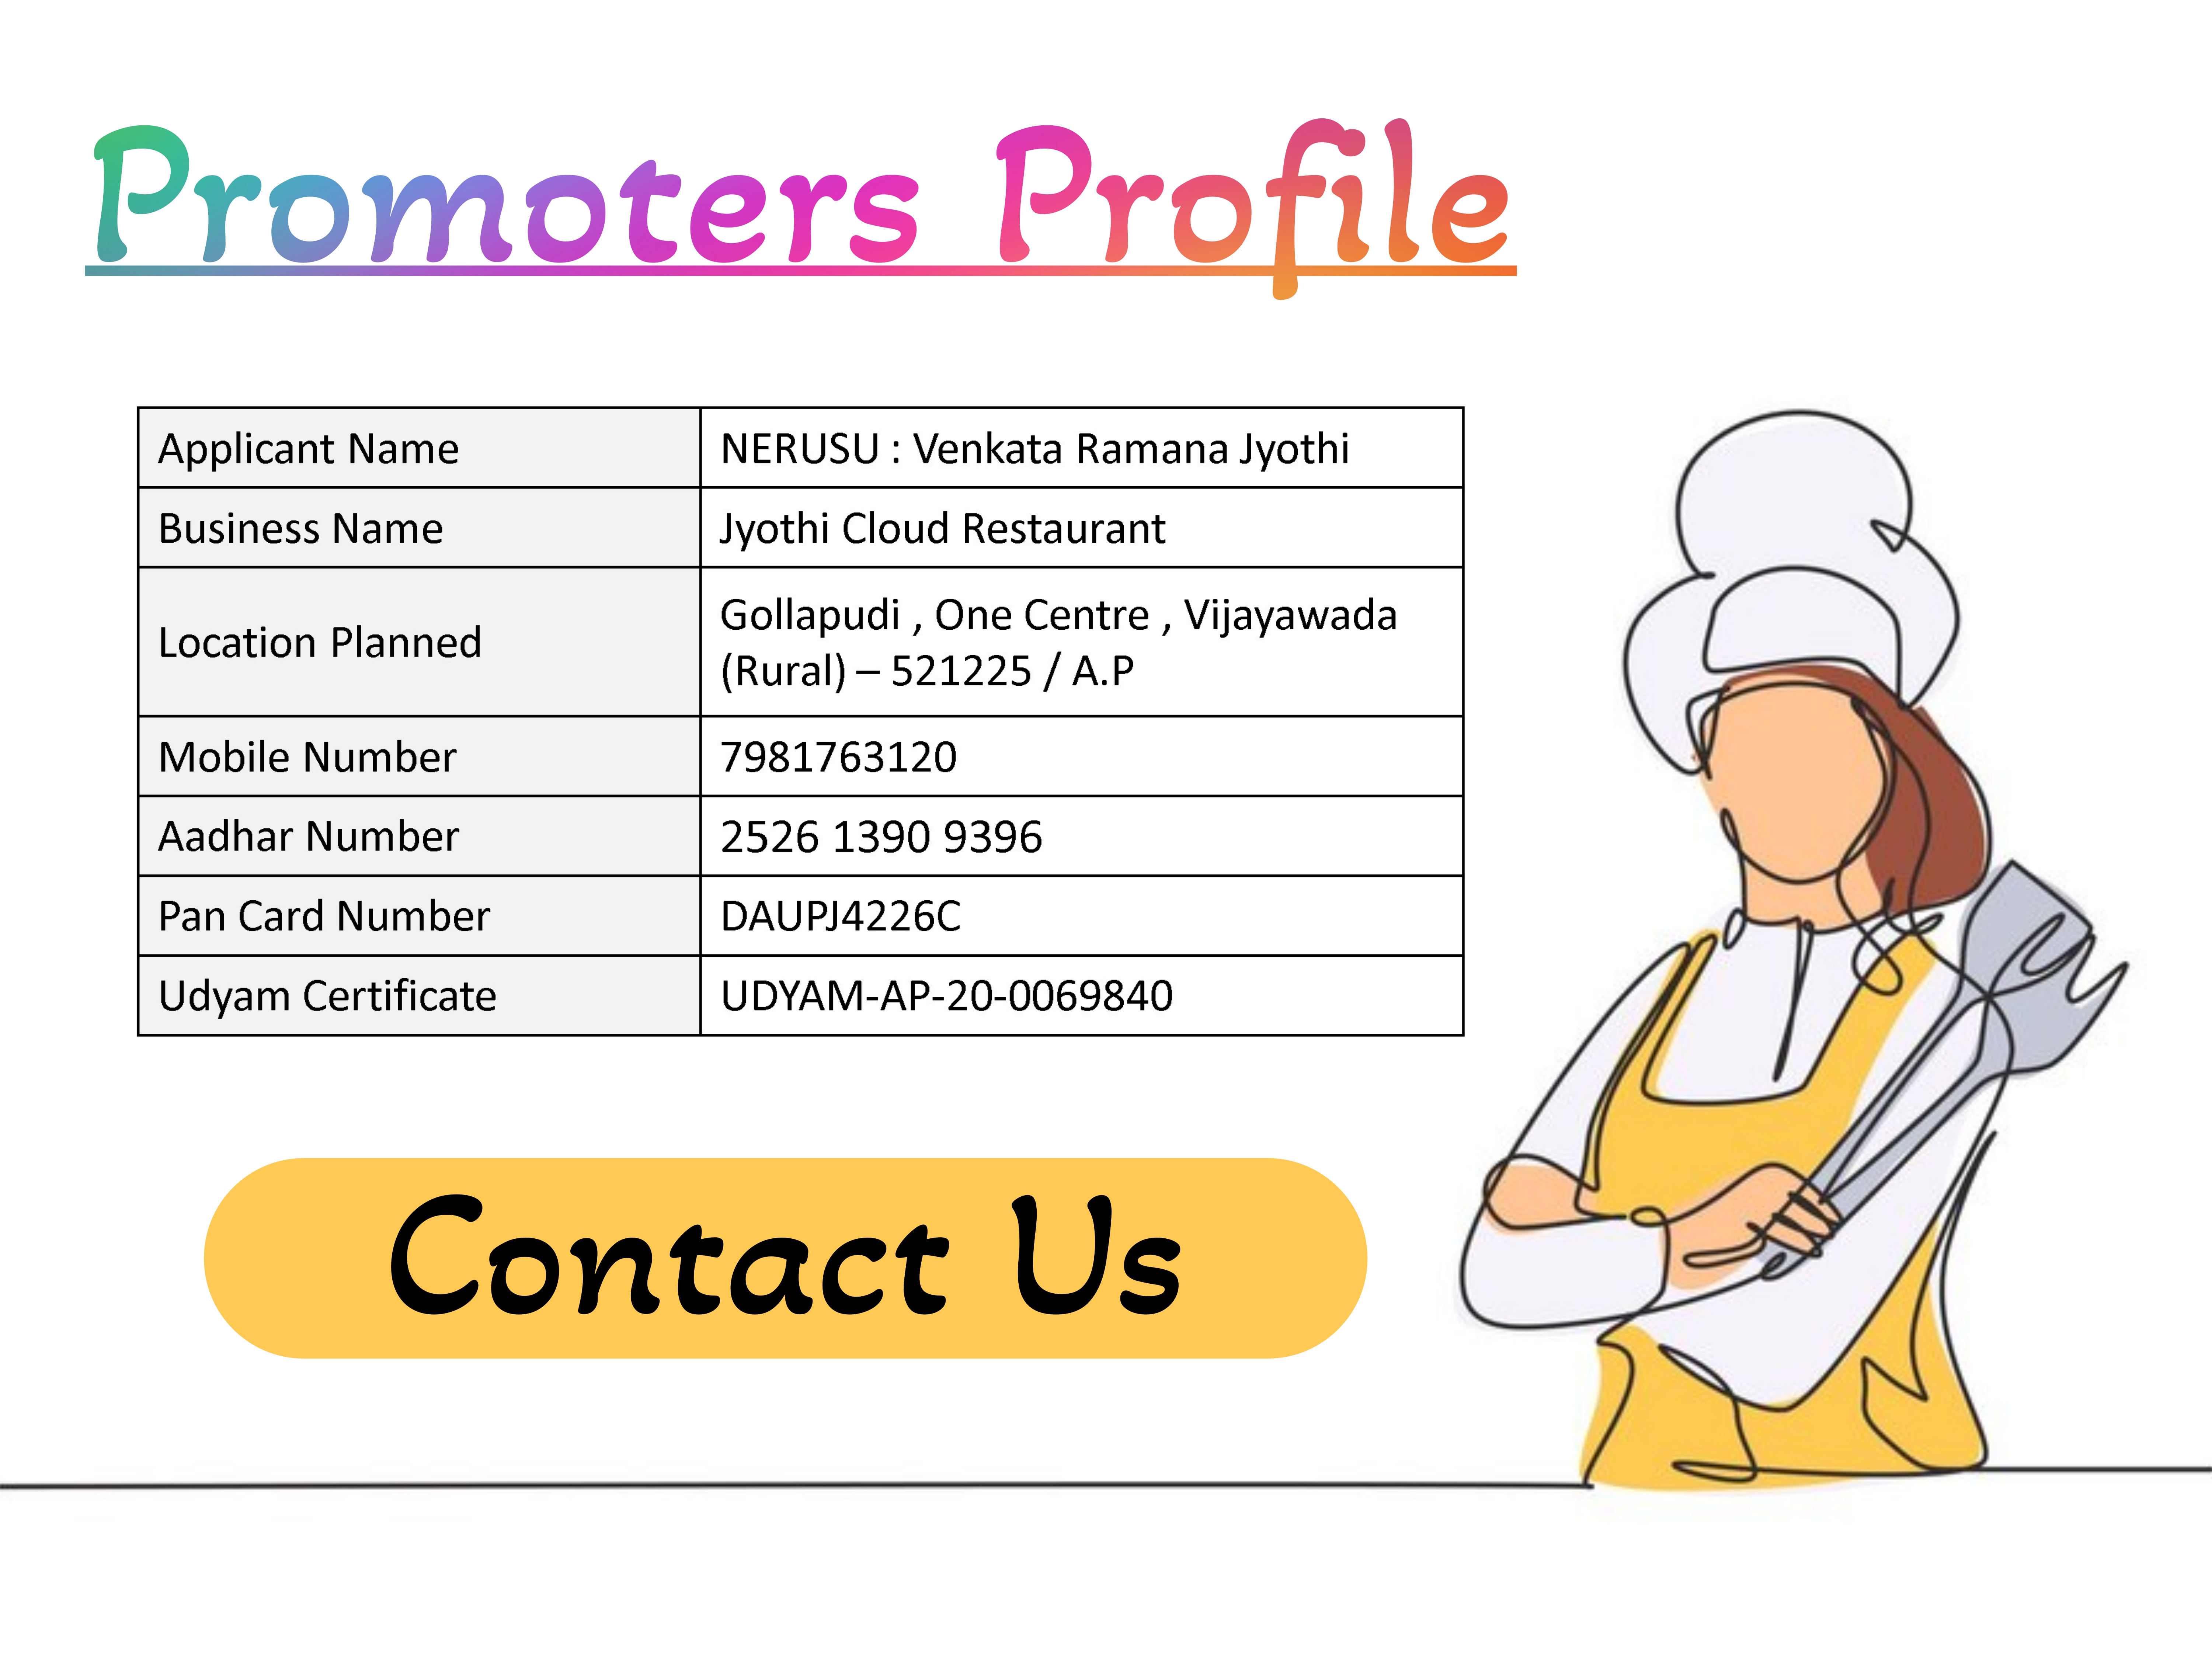 Promoters Profile
Applicant Name
NERUSU : Venkata Ramana Jyothi
Business Name
Jyothi Cloud Restaurant
Location Planned
Gollapudi , One Centre , Vijayawada
(Rural) – 521225 / A.P
Mobile Number
7981763120
Aadhar Number
2526 1390 9396
Pan Card Number
DAUPJ4226C
Udyam Certificate
UDYAM-AP-20-0069840
Contact Us